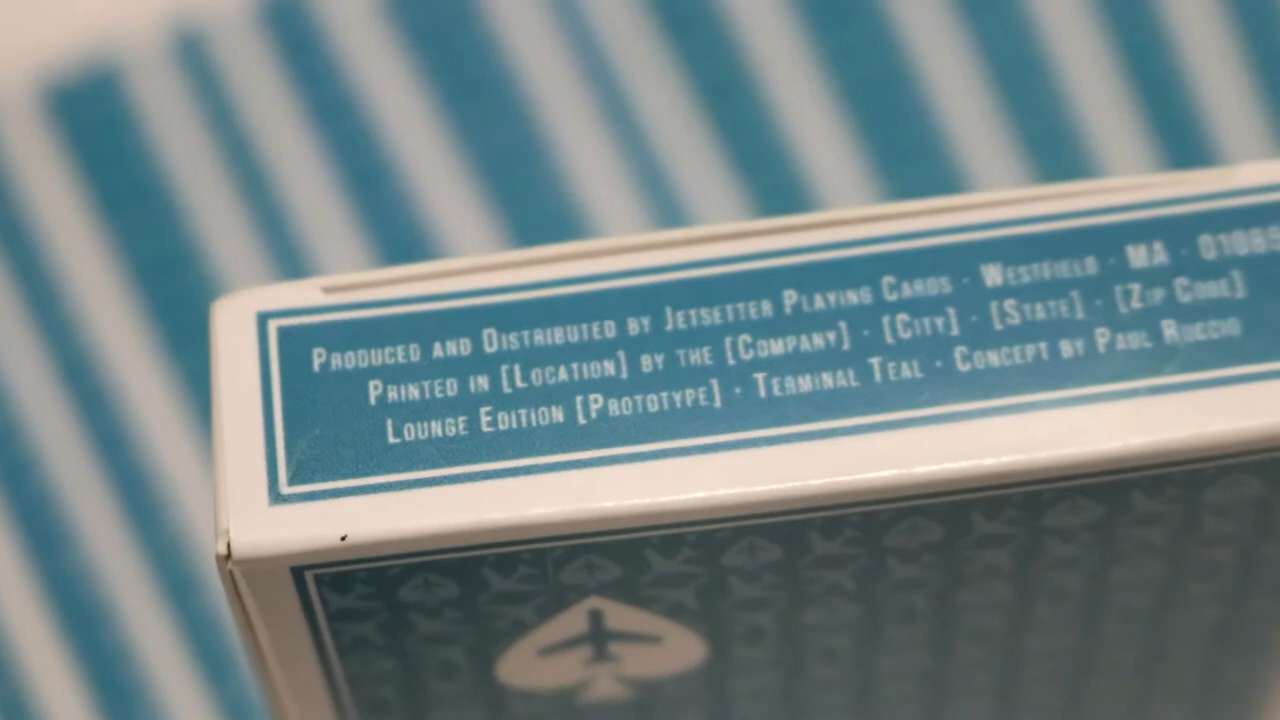 Produced and Distributed by Jetsetter Playing Cards · Westfield · MA · 01085
Printed in [Location] by the [Company] · [City] · [State] · [Zip Code]
Lounge Edition [Prototype] · Terminal Teal · Concept by Paul Ruccio